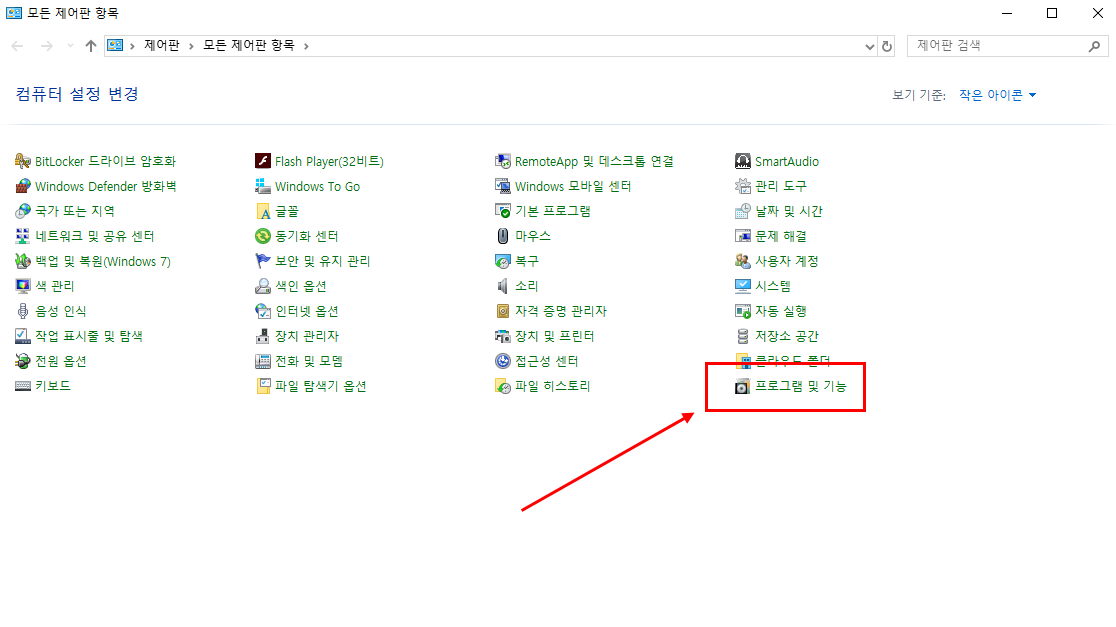 모든 제어판 항목
제어판 > 모든 제어판 항목 >
제어판 검색
컴퓨터 설정 변경
보기 기준: 작은 아이콘
BitLocker 드라이브 암호화
Flash Player(32비트)
RemoteApp 및 데스크톱 연결
SmartAudio
Windows Defender 방화벽
Windows To Go
Windows 모바일 센터
관리 도구
국가 또는 지역
글꼴
기본 프로그램
날짜 및 시간
네트워크 및 공유 센터
동기화 센터
마우스
문제 해결
백업 및 복원(Windows 7)
보안 및 유지 관리
복구
사용자 계정
색 관리
색인 옵션
소리
시스템
음성 인식
인터넷 옵션
자격 증명 관리자
자동 실행
작업 표시줄 및 탐색
장치 관리자
장치 및 프린터
저장소 공간
전원 옵션
전화 및 모뎀
접근성 센터
클라우드 폴더
키보드
파일 탐색기 옵션
파일 히스토리
프로그램 및 기능